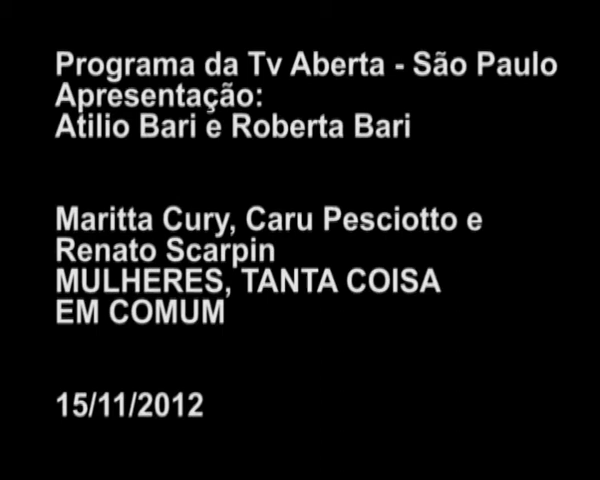 Programa da Tv Aberta - São Paulo
Apresentação:
Atilio Bari e Roberta Bari
Maritta Cury, Caru Pesciotto e
Renato Scarpin
MULHERES, TANTA COISA
EM COMUM
15/11/2012